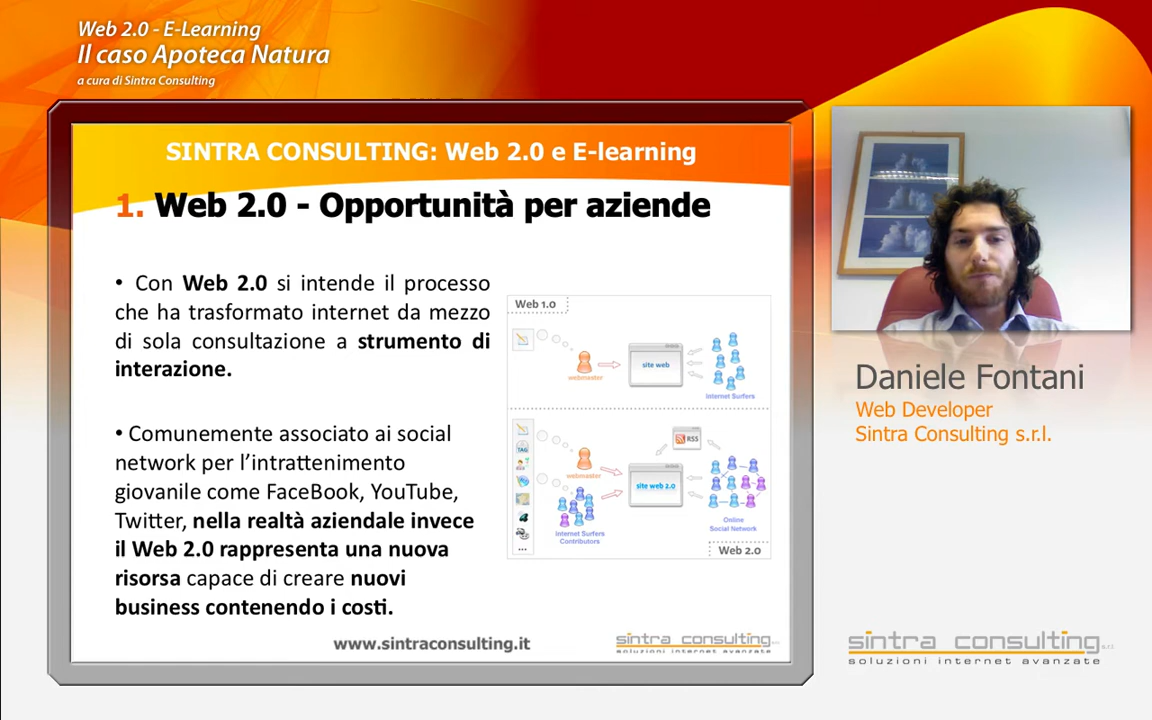 Web 2.0 - E-Learning
Il caso Apoteca Natura
a cura di Sintra Consulting
SINTRA CONSULTING: Web 2.0 e E-learning
1. Web 2.0 - Opportunità per aziende
• Con Web 2.0 si intende il processo
che ha trasformato internet da mezzo
di sola consultazione a strumento di
interazione.
• Comunemente associato ai social
network per l'intrattenimento
giovanile come FaceBook, YouTube,
Twitter, nella realtà aziendale invece
il Web 2.0 rappresenta una nuova
risorsa capace di creare nuovi
business contenendo i costi.
Web 1.0
webmaster
site web
Internet Surfers
TAG
RSS
webmaster
site web 2.0
Internet Surfers
Contributors
Online
Social Network
...
Web 2.0
www.sintraconsulting.it
sintra consulting
soluzioni internet avanzate
Daniele Fontani
Web Developer
Sintra Consulting s.r.l.
sintra consulting s.r.l.
soluzioni internet avanzate